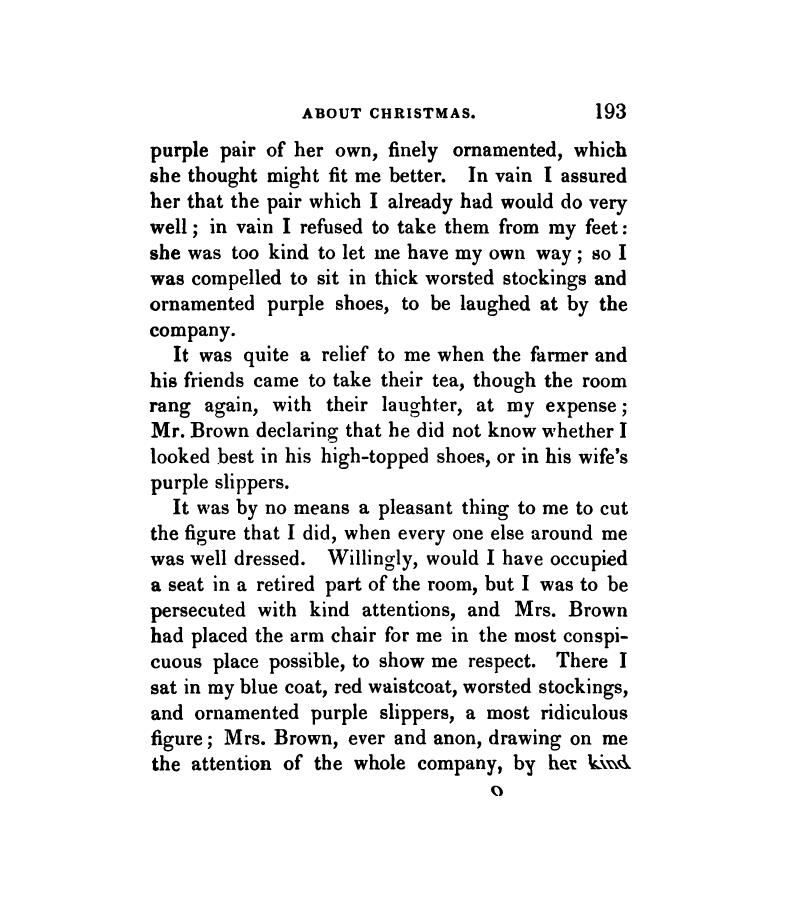 ABOUT CHRISTMAS. 193
purple pair of her own, finely ornamented, which
she thought might fit me better. In vain I assured
her that the pair which I already had would do very
well ; in vain I refused to take them from my feet:
she was too kind to let me have my own way ; so I
was compelled to sit in thick worsted stockings and
ornamented purple shoes, to be laughed at by the
company.
It was quite a relief to me when the farmer and
his friends came to take their tea, though the room
rang again, with their laughter, at my expense ;
Mr. Brown declaring that he did not know whether I
looked best in his high-topped shoes, or in his wife's
purple slippers.
It was by no means a pleasant thing to me to cut
the figure that I did, when every one else around me
was well dressed. Willingly, would I have occupied
a seat in a retired part of the room, but I was to be
persecuted with kind attentions, and Mrs. Brown
had placed the arm chair for me in the most conspi-
cuous place possible, to show me respect. There I
sat in my blue coat, red waistcoat, worsted stockings,
and ornamented purple slippers, a most ridiculous
figure ; Mrs. Brown, ever and anon, drawing on me
the attention of the whole company, by her kind
O